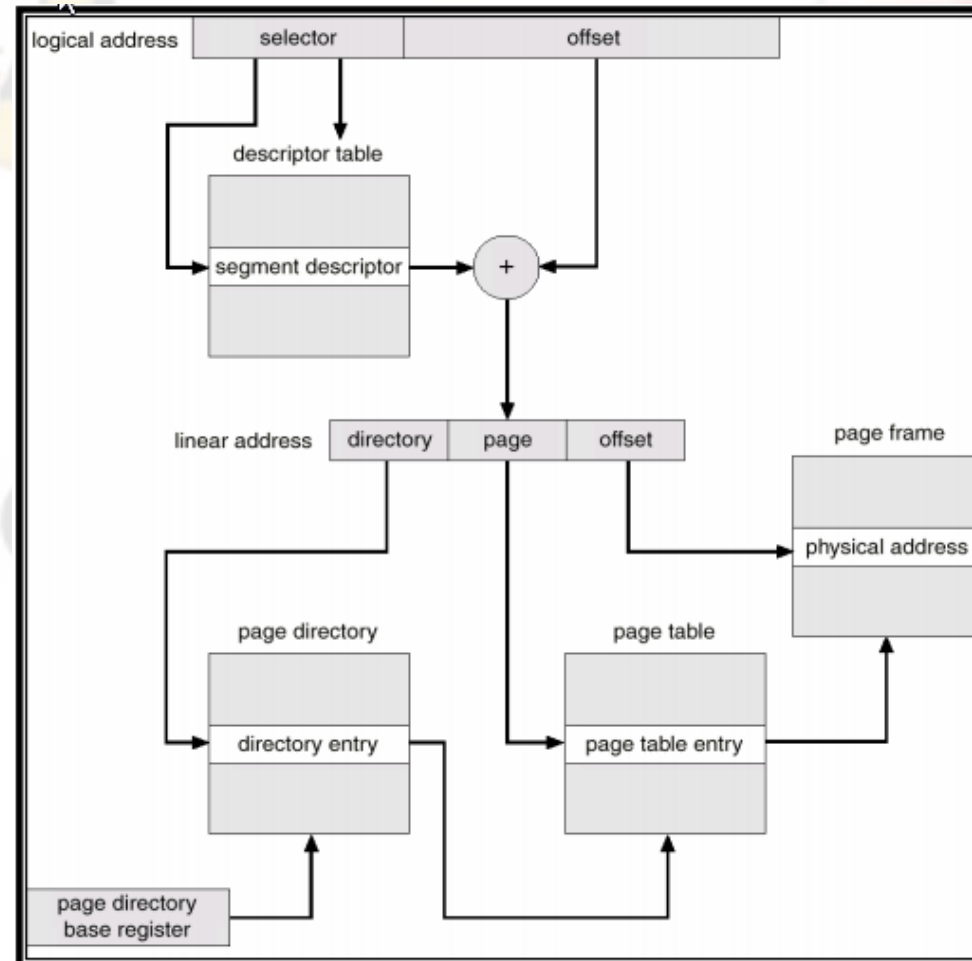 logical address
selector
offset
descriptor table
segment descriptor
+
linear address
directory
page
offset
page frame
physical address
page directory
page table
directory entry
page table entry
page directory
base register